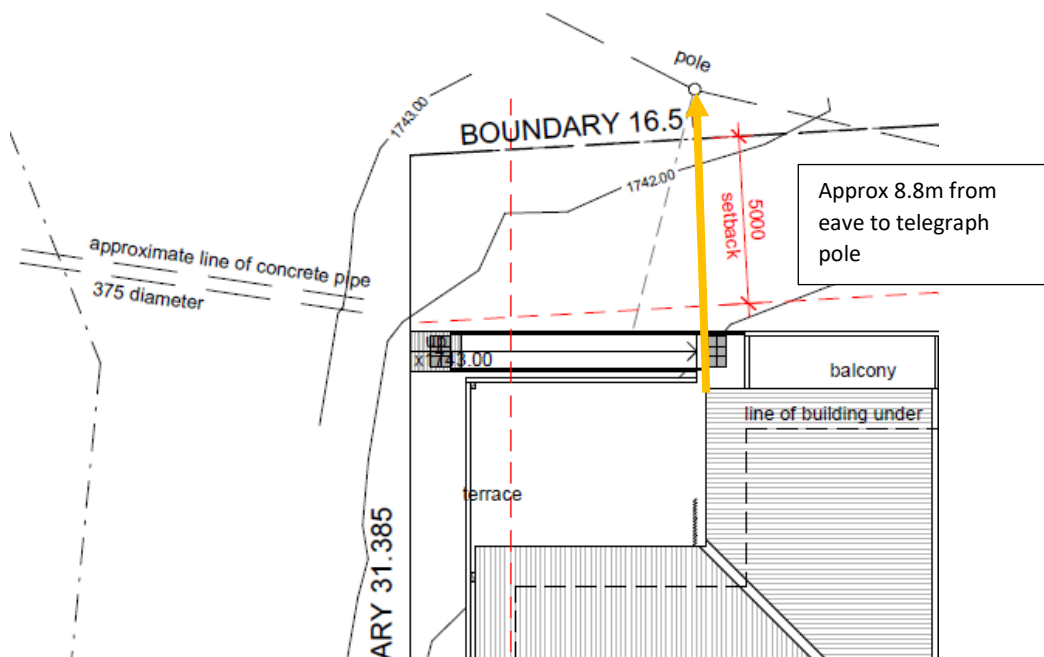 pole
1743.00
BOUNDARY 16.5
1742.00
5000
setback
Approx 8.8m from
eave to telegraph
pole
approximate line of concrete pipe
375 diameter
up
x1743.00
balcony
line of building under
terrace
ARY 31.385